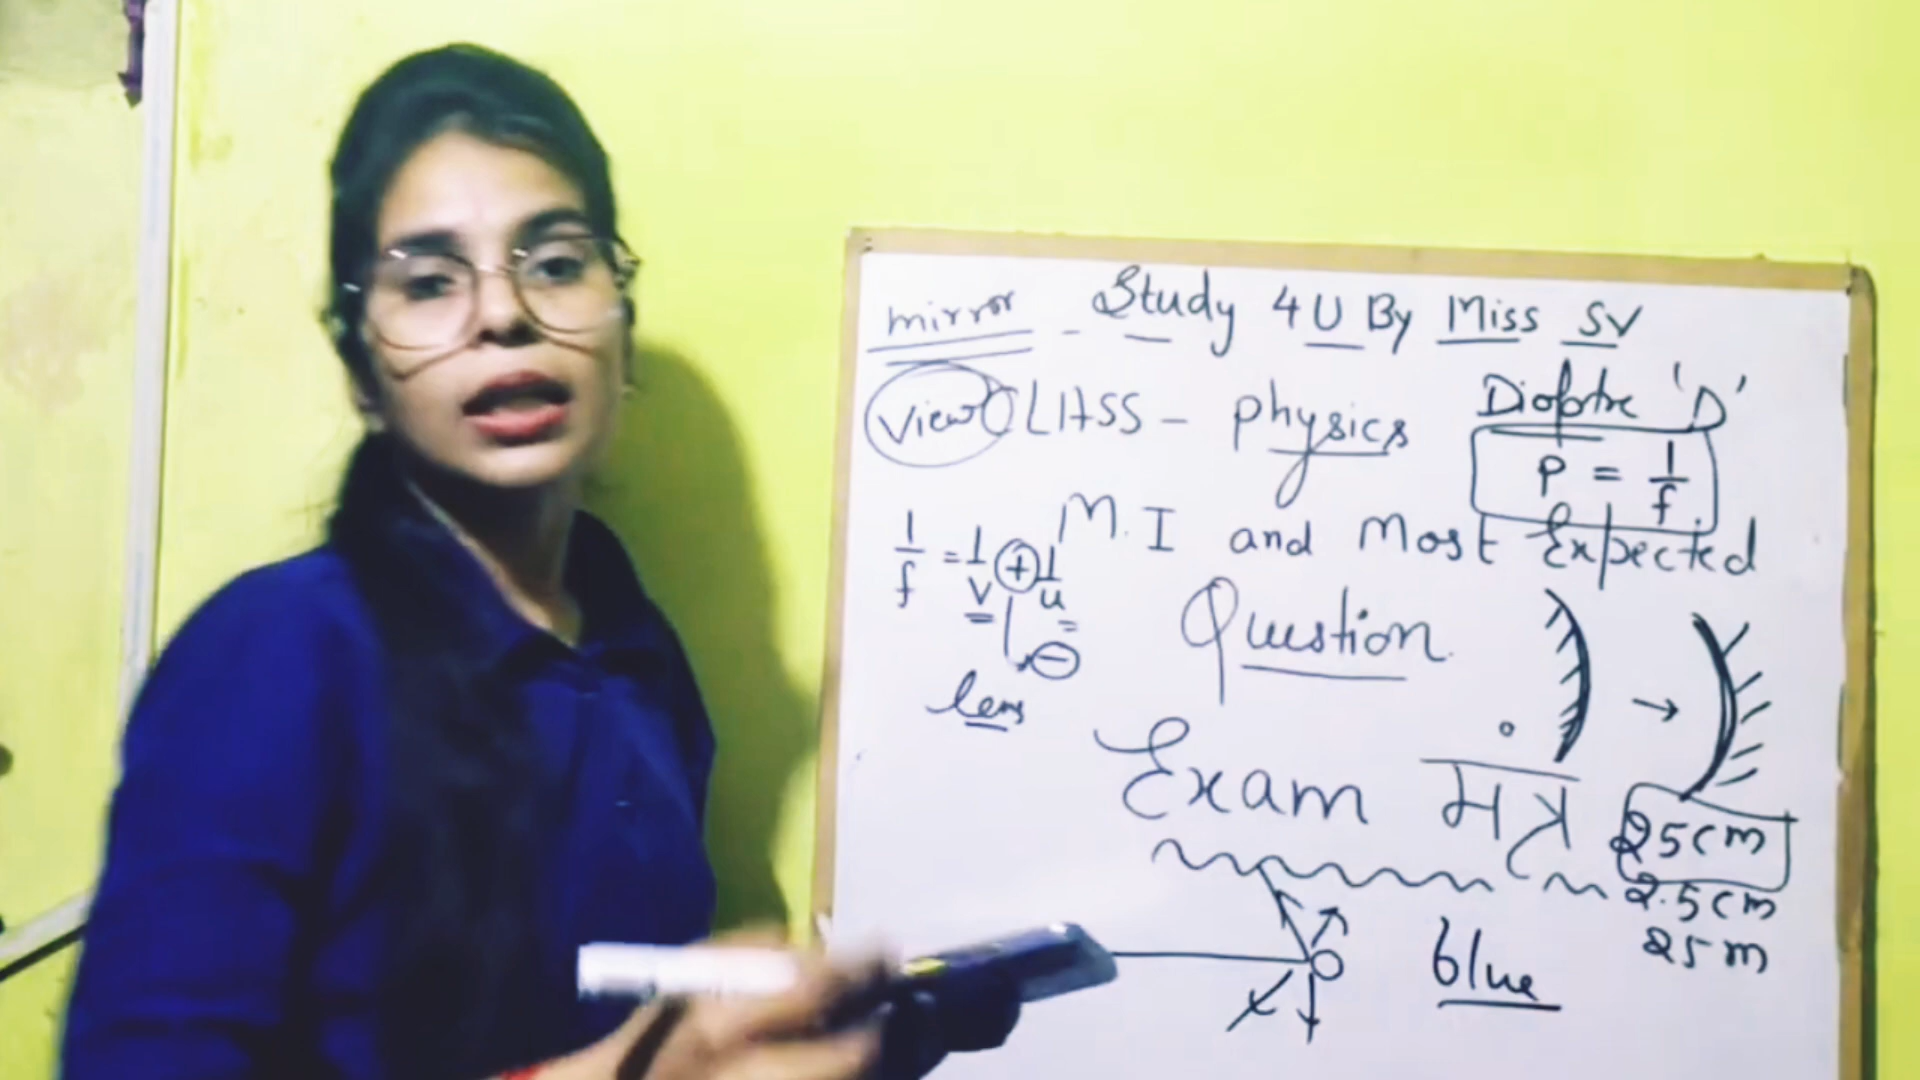 mirror - Study 4 U By Miss SV
View CLASS - physics
Dioptre 'D'
P = 1/f
M.I and Most Expected
1/f = 1/v + 1/u
-
lens
Question.
Exam मंत्र
25cm
2.5cm
25m
blue